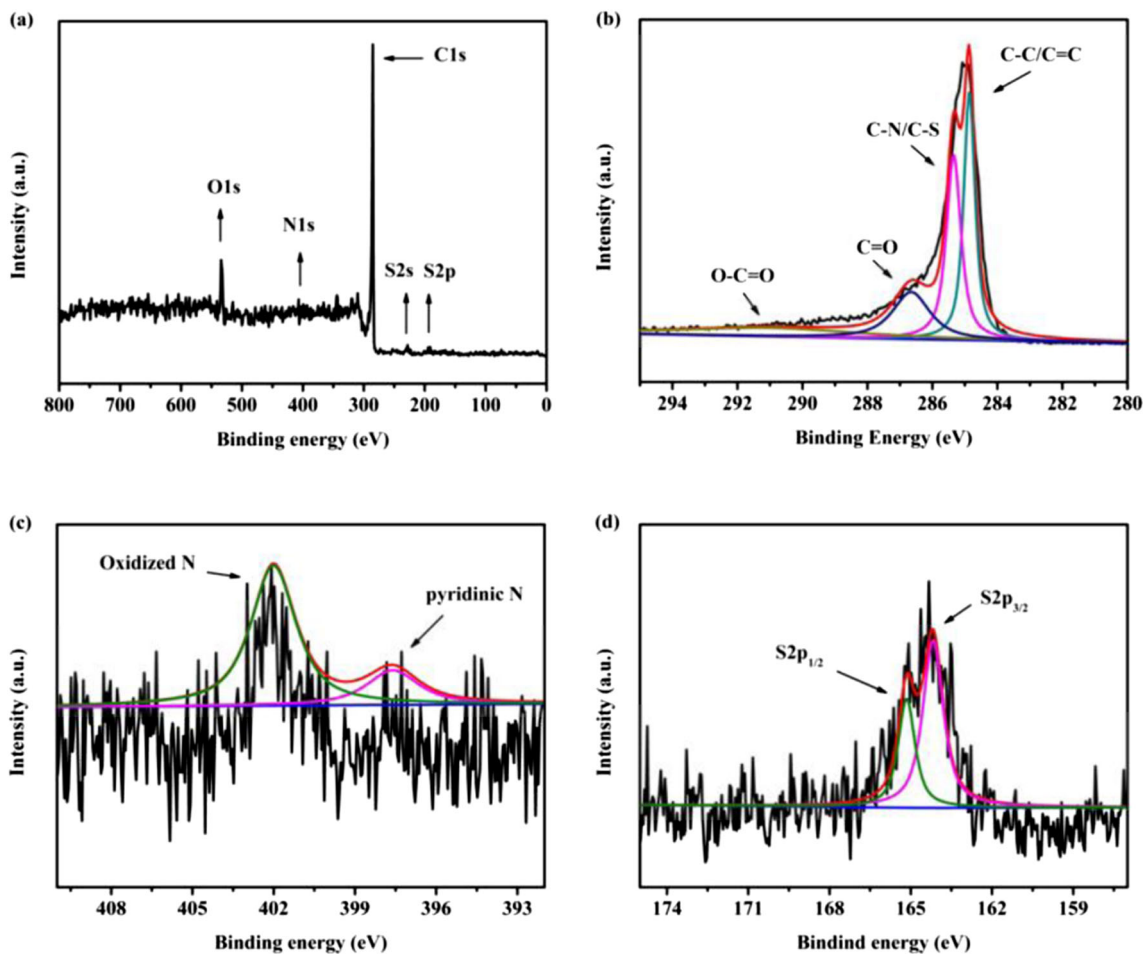 (a)
C1s
O1s
N1s
S2s
S2p
Intensity (a.u.)
800 700 600 500 400 300 200 100 0
Binding energy (eV)
(b)
C-C/C=C
C-N/C-S
C=O
O-C=O
Intensity (a.u.)
294 292 290 288 286 284 282 280
Binding Energy (eV)
(c)
Oxidized N
pyridinic N
Intensity (a.u.)
408 405 402 399 396 393
Binding energy (eV)
(d)
S2p3/2
S2p1/2
Intensity (a.u.)
174 171 168 165 162 159
Bindind energy (eV)